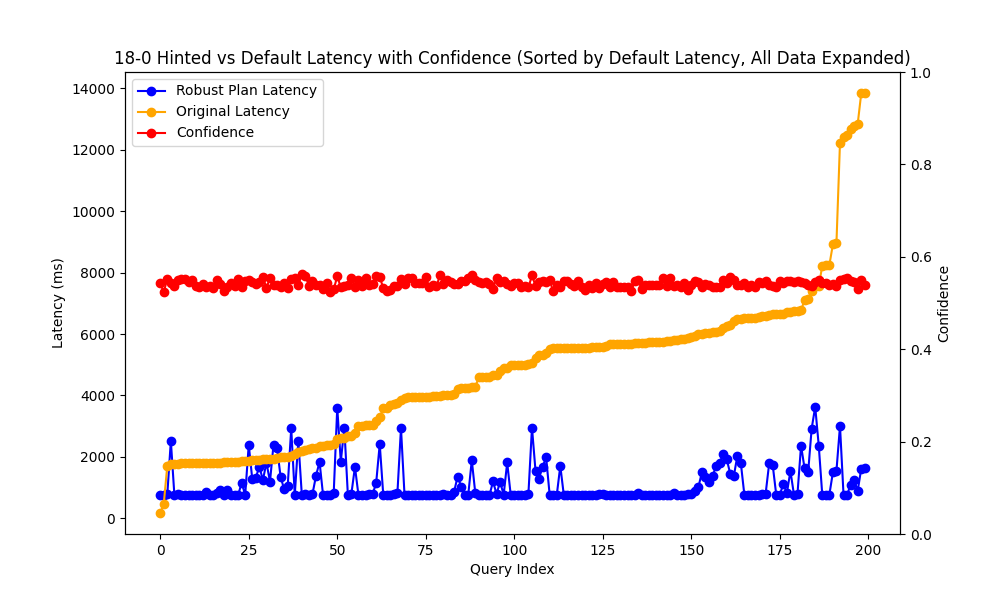 18-0 Hinted vs Default Latency with Confidence (Sorted by Default Latency, All Data Expanded)
Robust Plan Latency
Original Latency
Confidence
Latency (ms)
14000
12000
10000
8000
6000
4000
2000
0
1.0
0.8
0.6
0.4
0.2
0.0
Confidence
0 25 50 75 100 125 150 175 200
Query Index